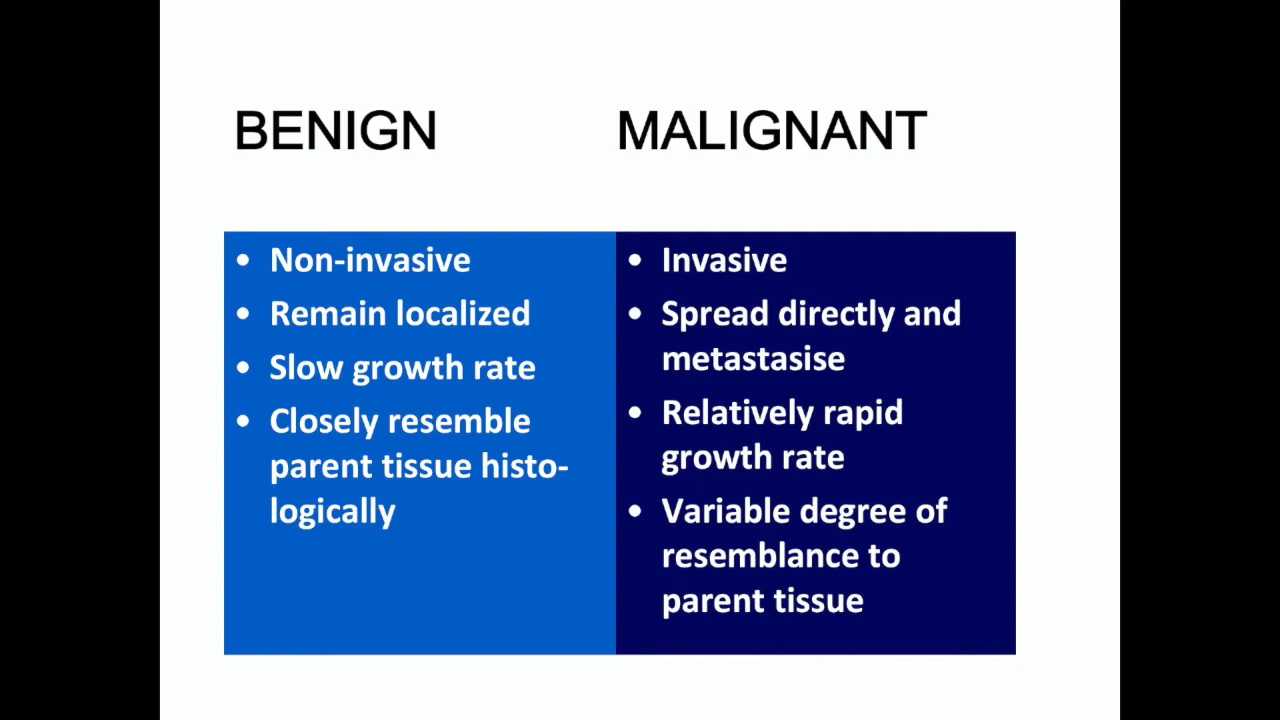 BENIGN
MALIGNANT
• Non-invasive
• Remain localized
• Slow growth rate
• Closely resemble
parent tissue histo-
logically
• Invasive
• Spread directly and
metastasise
• Relatively rapid
growth rate
• Variable degree of
resemblance to
parent tissue